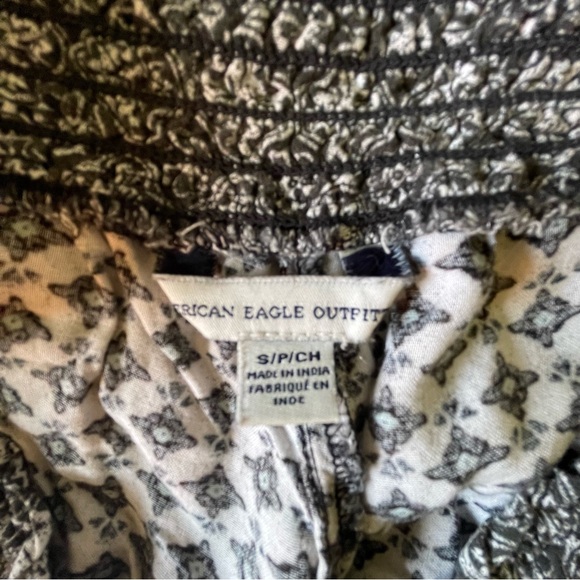 ERICAN EAGLE OUTFIT
S/P/CH
MADE IN INDIA
FABRIQUÉ EN
INDE